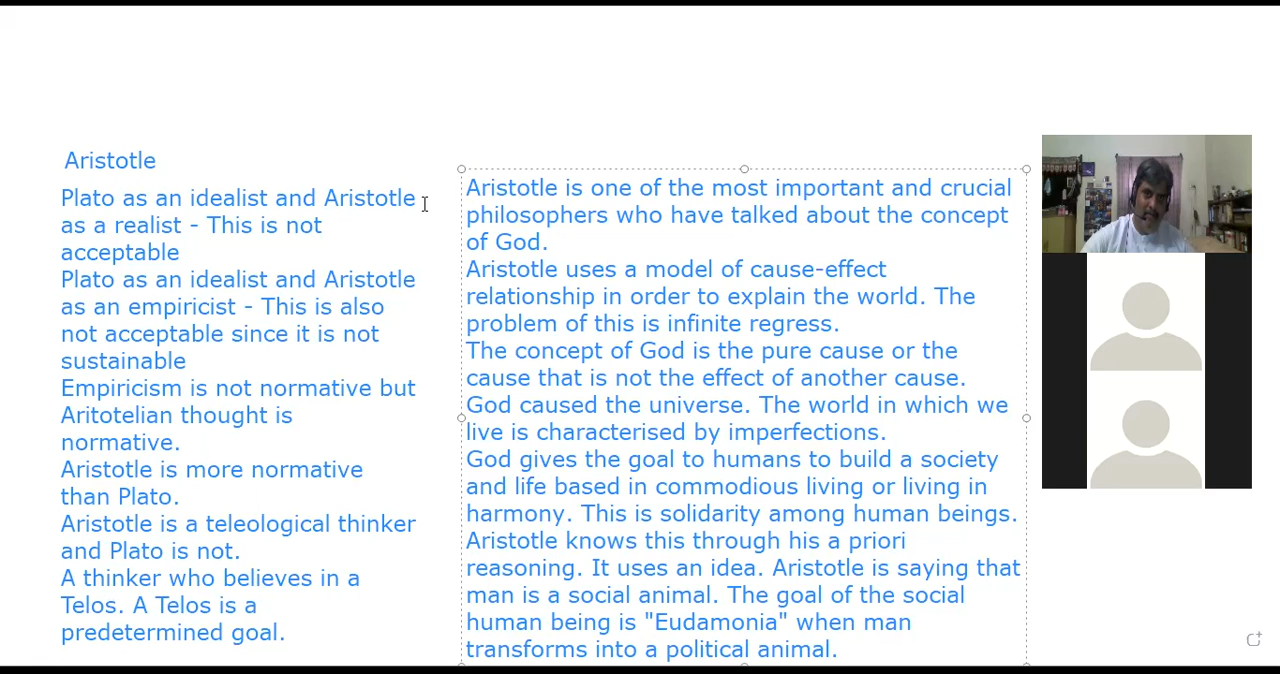 Aristotle
Plato as an idealist and Aristotle
as a realist - This is not
acceptable
Plato as an idealist and Aristotle
as an empiricist - This is also
not acceptable since it is not
sustainable
Empiricism is not normative but
Aritotelian thought is
normative.
Aristotle is more normative
than Plato.
Aristotle is a teleological thinker
and Plato is not.
A thinker who believes in a
Telos. A Telos is a
predetermined goal.
Aristotle is one of the most important and crucial
philosophers who have talked about the concept
of God.
Aristotle uses a model of cause-effect
relationship in order to explain the world. The
problem of this is infinite regress.
The concept of God is the pure cause or the
cause that is not the effect of another cause.
God caused the universe. The world in which we
live is characterised by imperfections.
God gives the goal to humans to build a society
and life based in commodious living or living in
harmony. This is solidarity among human beings.
Aristotle knows this through his a priori
reasoning. It uses an idea. Aristotle is saying that
man is a social animal. The goal of the social
human being is "Eudamonia" when man
transforms into a political animal.